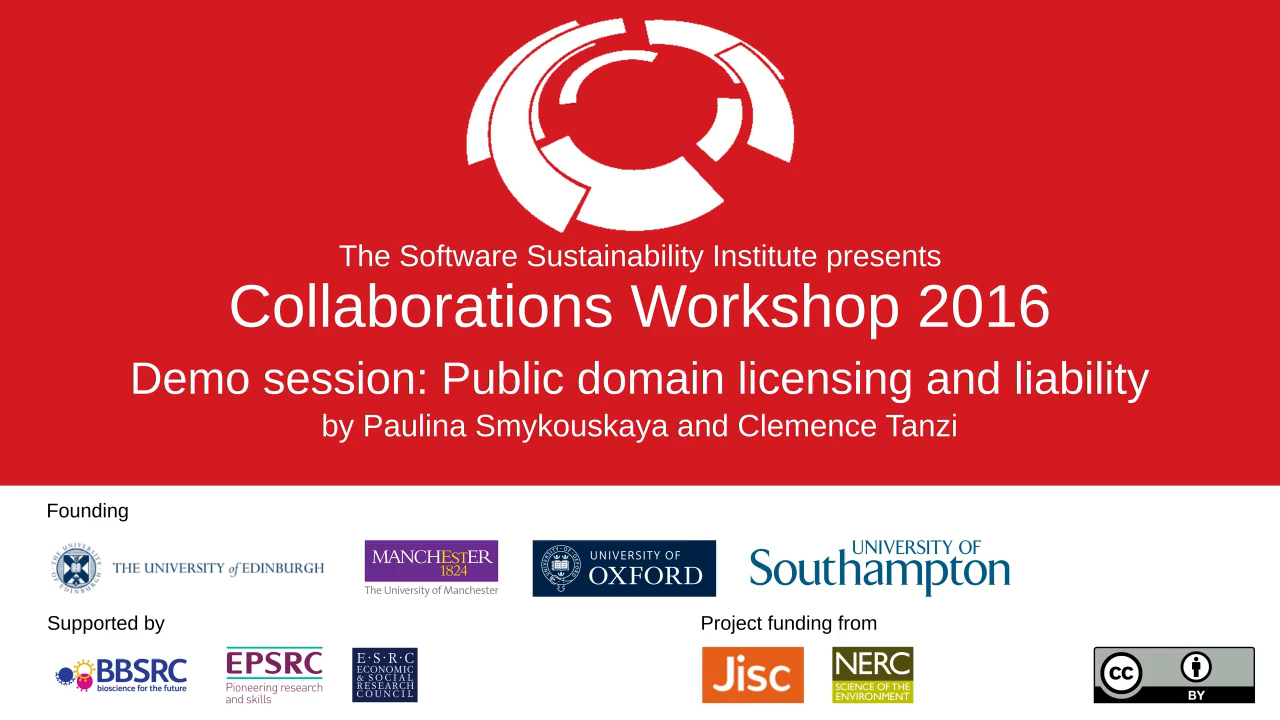 The Software Sustainability Institute presents
Collaborations Workshop 2016
Demo session: Public domain licensing and liability
by Paulina Smykouskaya and Clemence Tanzi
Founding
THE UNIVERSITY of EDINBURGH
MANCHESTER
1824
The University of Manchester
UNIVERSITY OF
OXFORD
UNIVERSITY OF
Southampton
Supported by
Project funding from
BBSRC
bioscience for the future
EPSRC
Pioneering research
and skills
E·S·R·C
ECONOMIC
& SOCIAL
RESEARCH
COUNCIL
Jisc
NERC
SCIENCE OF THE
ENVIRONMENT
cc
BY